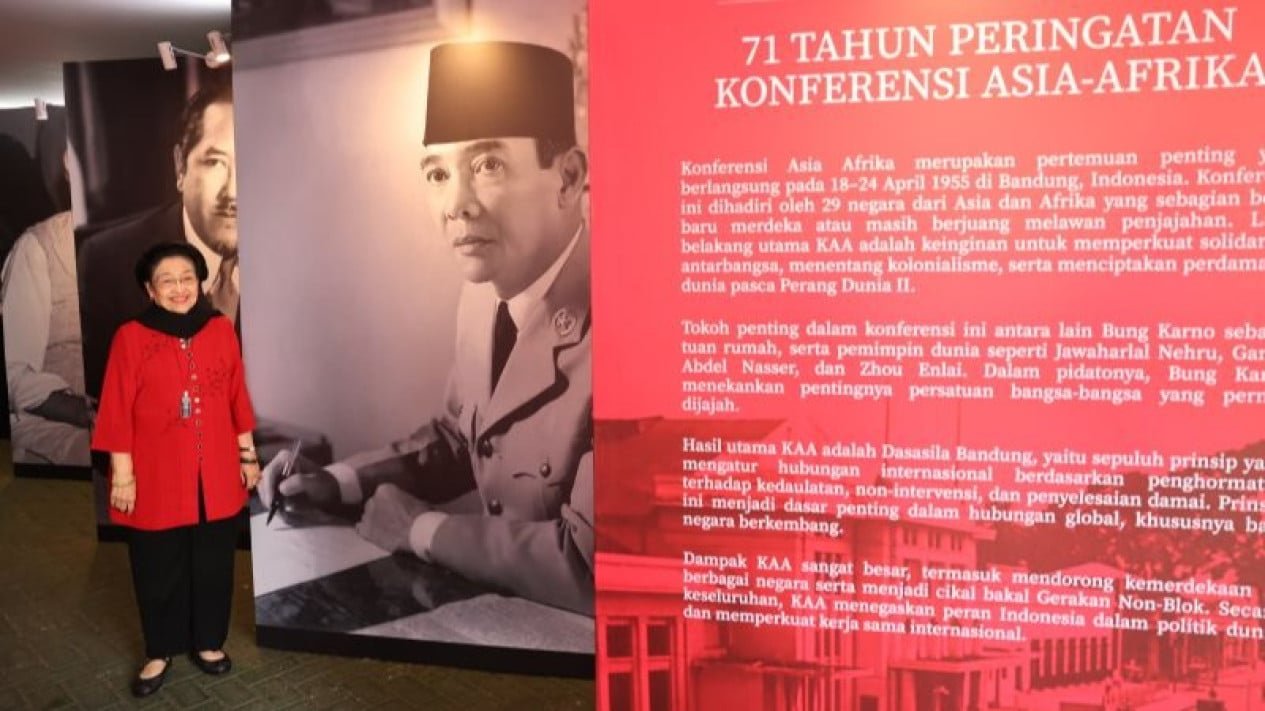 71 TAHUN PERINGATAN
KONFERENSI ASIA-AFRIKA
Konferensi Asia Afrika merupakan pertemuan penting
berlangsung pada 18–24 April 1955 di Bandung, Indonesia.
ini dihadiri oleh 29 negara dari Asia dan Afrika yang sebagian
baru merdeka atau masih berjuang melawan penjajahan.
belakang utama KAA adalah keinginan untuk memperkuat
antarbangsa, menentang kolonialisme, serta menciptakan
dunia pasca Perang Dunia II.
Tokoh penting dalam konferensi ini antara lain Bung Karno
tuan rumah, serta pemimpin dunia seperti Jawaharlal Nehru,
Abdel Nasser, dan Zhou Enlai. Dalam pidatonya, Bung
menekankan pentingnya persatuan bangsa-bangsa yang
dijajah.
Hasil utama KAA adalah Dasasila Bandung, yaitu sepuluh prinsip
mengatur hubungan internasional berdasarkan
terhadap kedaulatan, non-intervensi, dan penyelesaian damai.
ini menjadi dasar penting dalam hubungan global, khususnya
negara berkembang.
Dampak KAA sangat besar, termasuk mendorong kemerdekaan
berbagai negara serta menjadi cikal bakal Gerakan Non-Blok.
keseluruhan, KAA menegaskan peran Indonesia dalam politik
dan memperkuat kerja sama internasional.